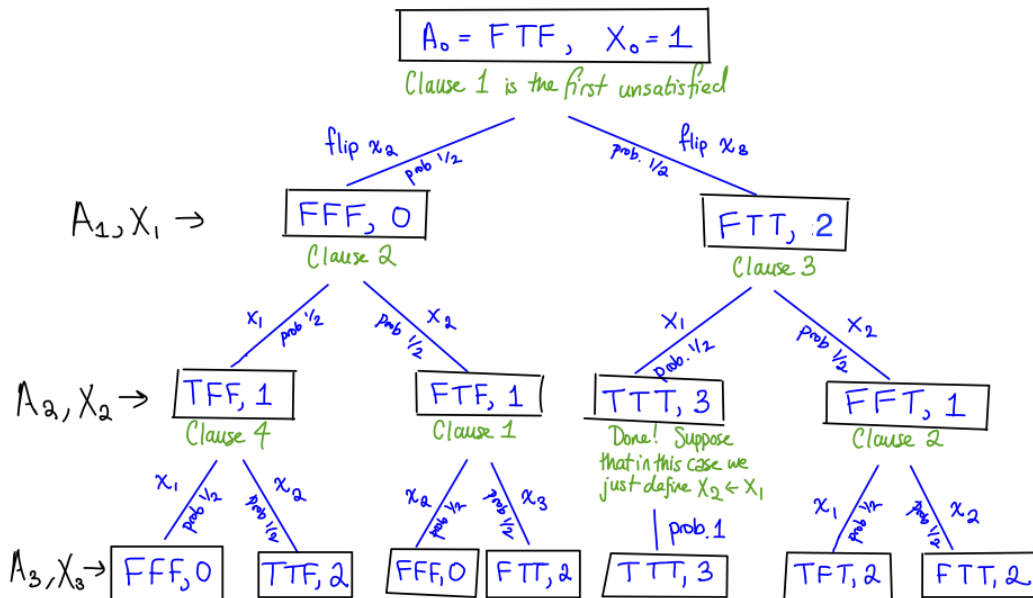 A₀ = FTF, X₀ = 1
Clause 1 is the first unsatisfied
flip x₂
prob 1/2
prob. 1/2
flip x₃
A₁, X₁ →
FFF, 0
FTT, 2
Clause 2
Clause 3
x₁
prob 1/2
prob 1/2
x₂
x₁
prob. 1/2
prob 1/2
x₂
A₂, X₂ →
TFF, 1
FTF, 1
TTT, 3
FFT, 1
Clause 4
Clause 1
Done! Suppose
that in this case we
just define X₂ ← X₁
Clause 2
x₁
prob 1/2
prob 1/2
x₂
x₂
prob 1/2
prob 1/2
x₃
prob. 1
x₁
prob 1/2
prob 1/2
x₂
A₃, X₃ →
FFF, 0
TTF, 2
FFF, 0
FTT, 2
TTT, 3
TFT, 2
FTT, 2